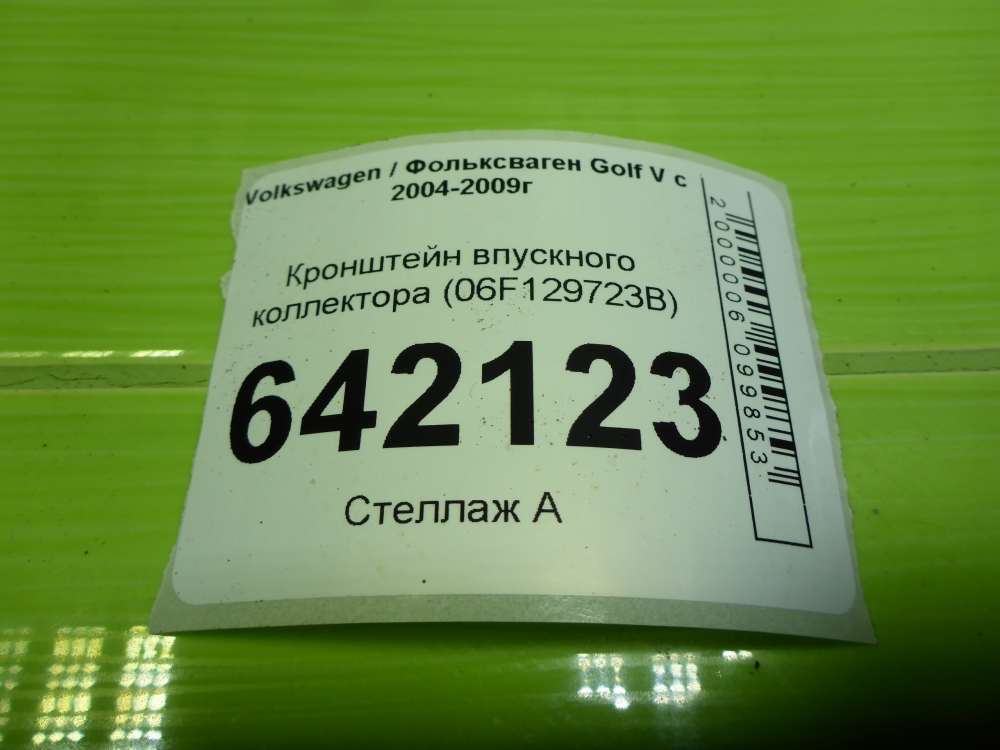 Volkswagen / Фольксваген Golf V с
2004-2009г
Кронштейн впускного
коллектора (06F129723B)
642123
Стеллаж А
2 000006 099853